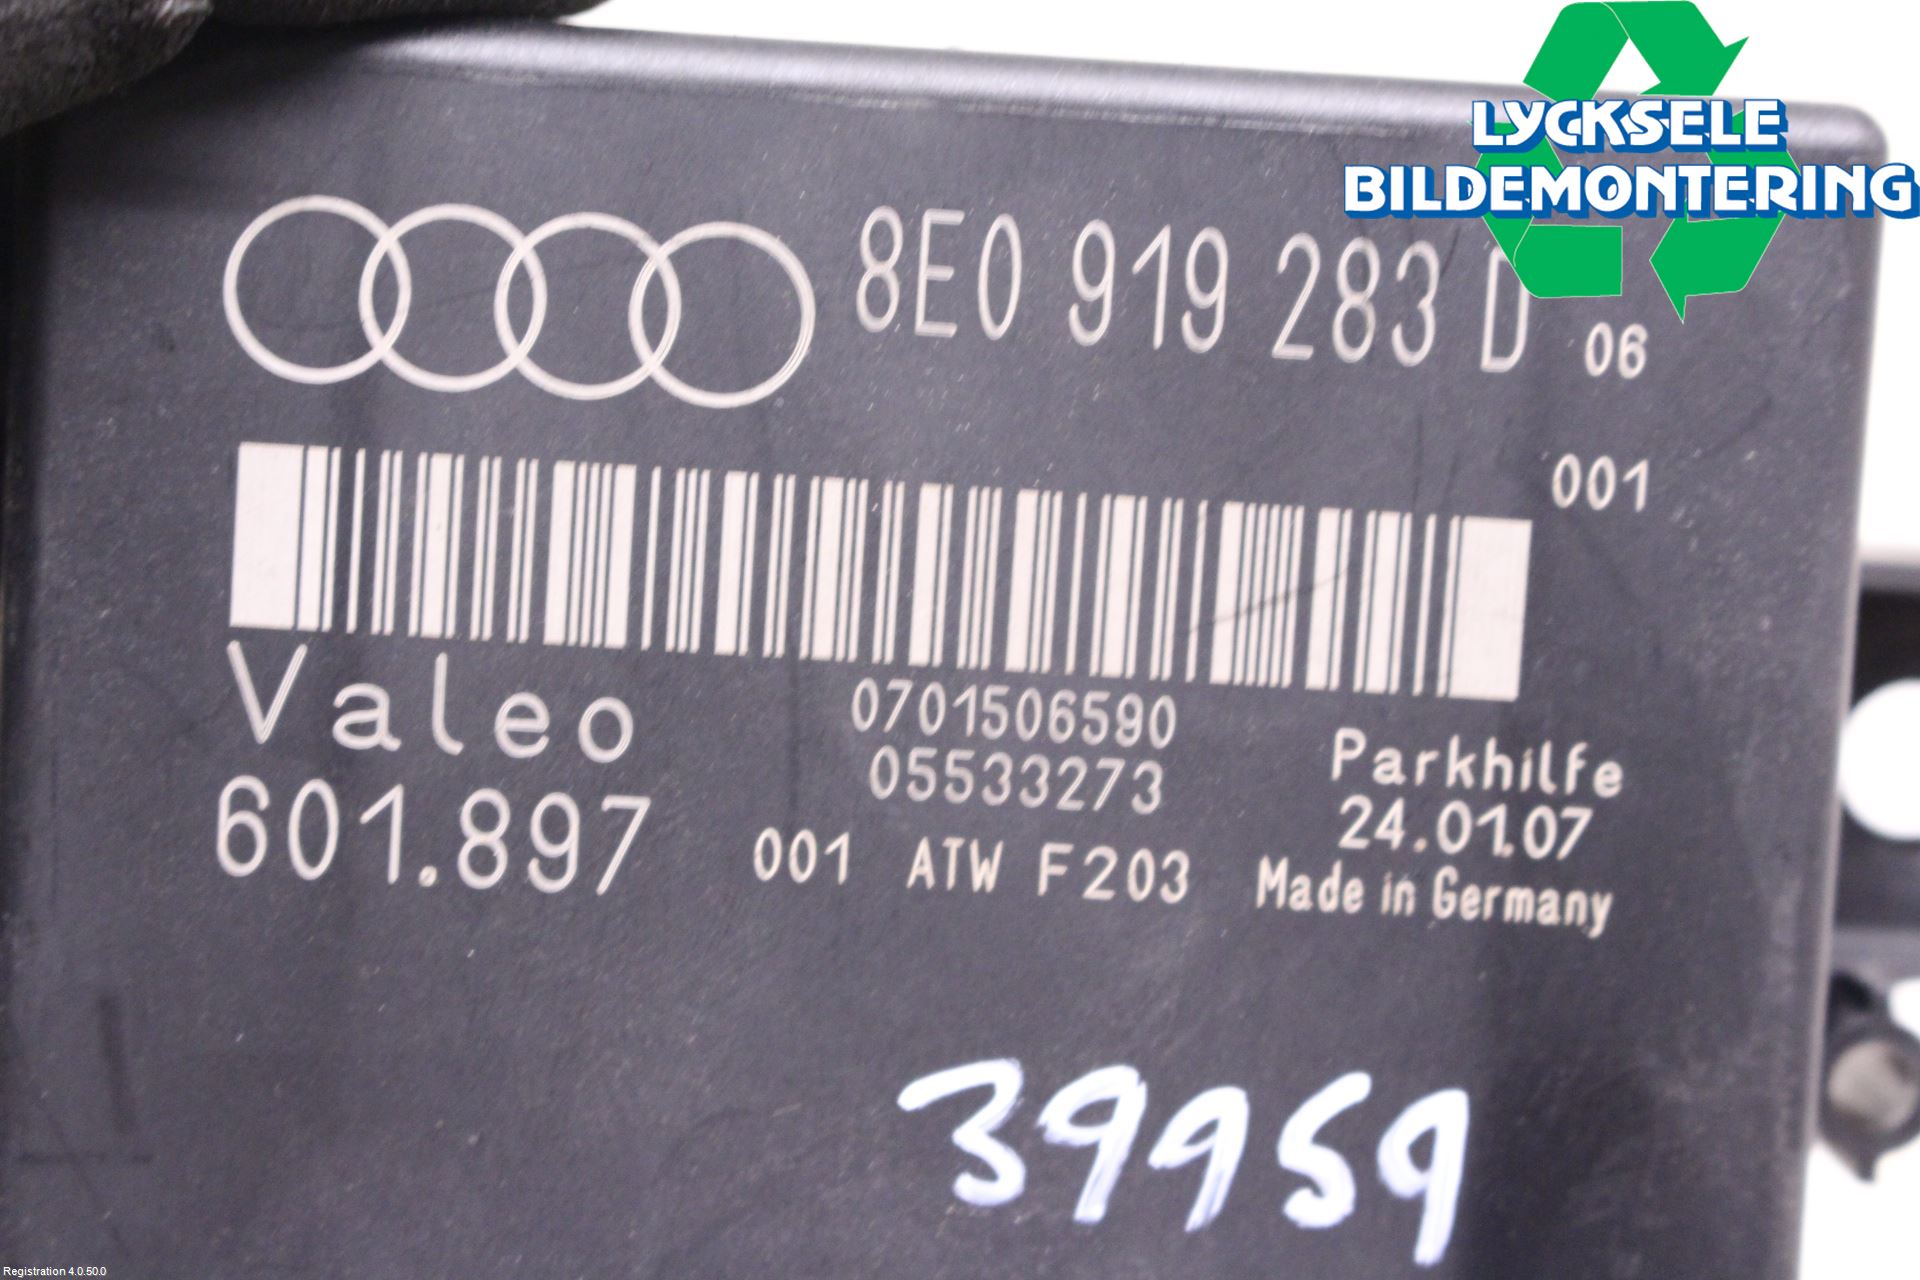 LYCKSELE
BILDEMONTERING
8E0 919 283 D 06
001
Valeo
601.897
0701506590
05533273
001 ATW F203
Parkhilfe
24.01.07
Made in Germany
39959
Registration 4.0.50.0